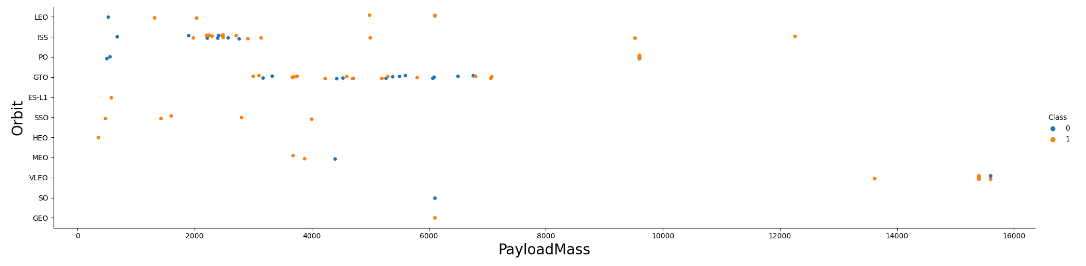 LEO
ISS
PO
GTO
ES-L1
SSO
HEO
MEO
VLEO
SO
GEO
Orbit
0 2000 4000 6000 8000 10000 12000 14000 16000
PayloadMass
Class
0
1